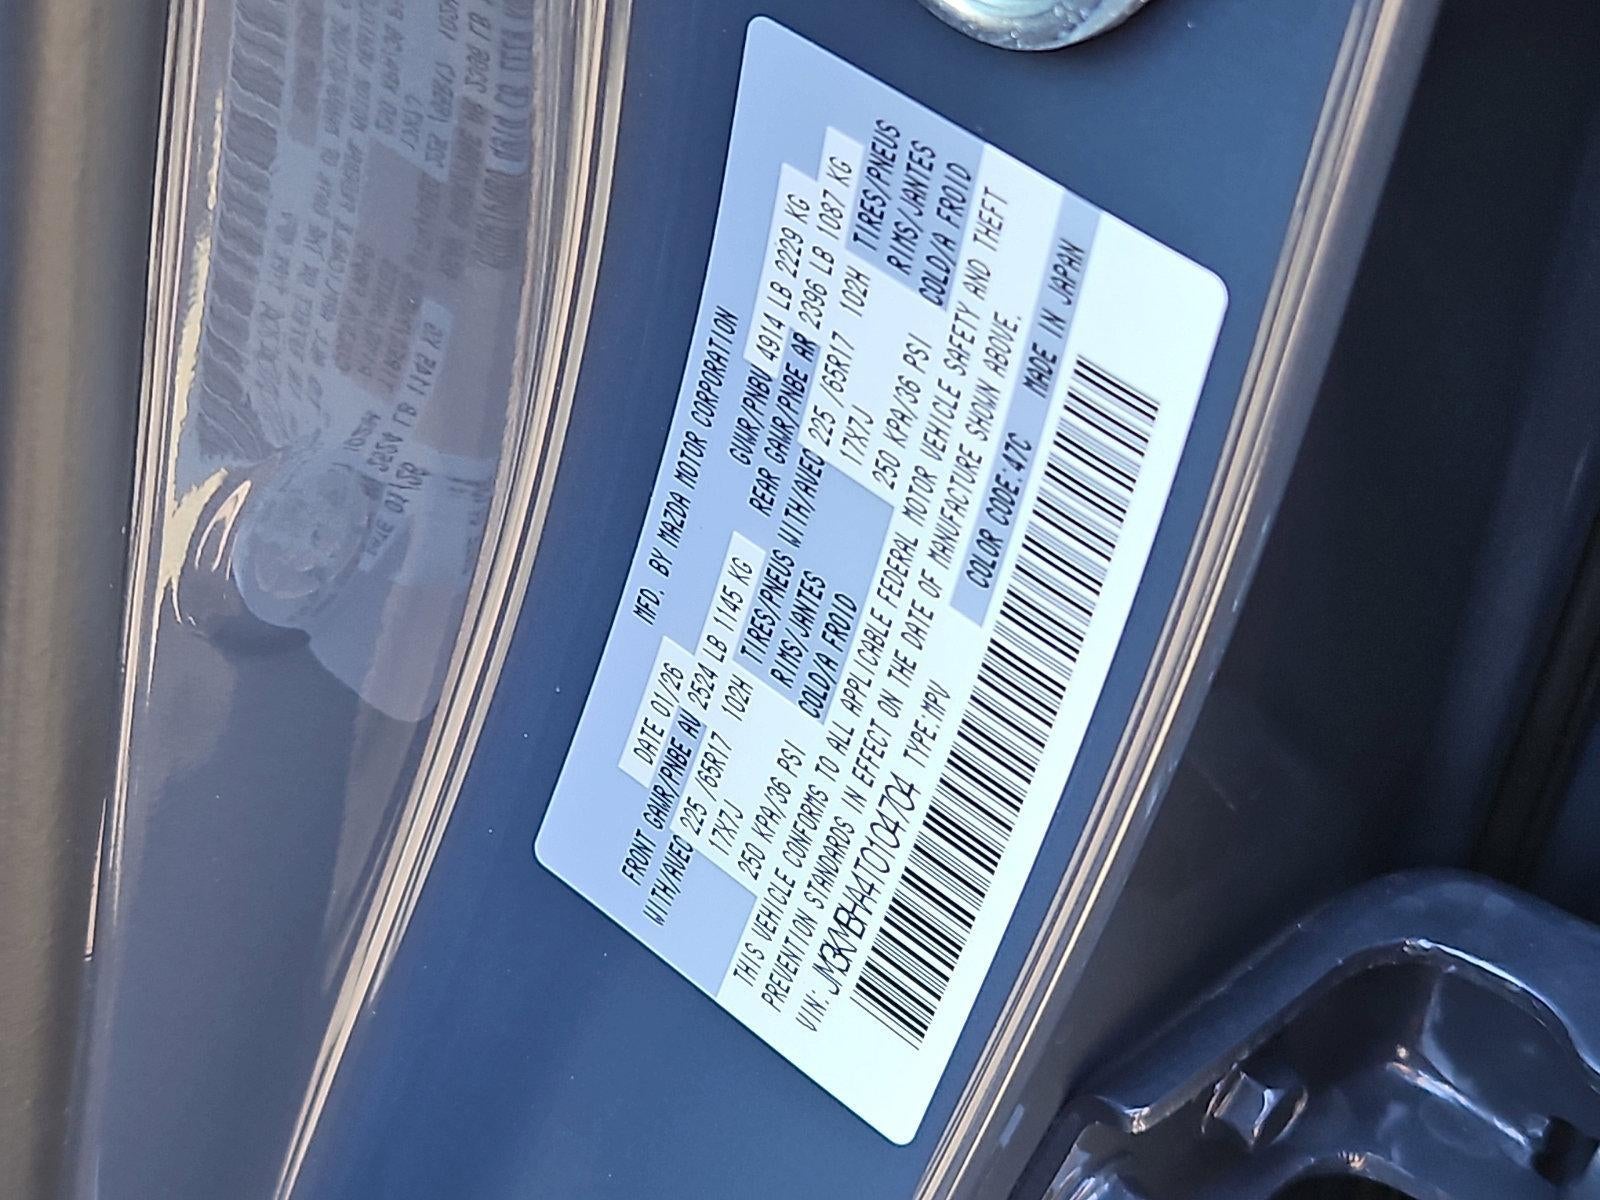 MFD. BY MAZDA MOTOR CORPORATION
DATE 01/26 GVWR/PNBV 4914 LB 2229 KG
FRONT GAWR/PNBE AV 2524 LB 1145 KG REAR GAWR/PNBE AR 2396 LB 1087 KG
WITH/AVEC 225 /65R17 102H TIRES/PNEUS WITH/AVEC 225 /65R17 102H TIRES/PNEUS
17X7J RIMS/JANTES 17X7J RIMS/JANTES
250 KPA/36 PSI COLD/A FROID 250 KPA/36 PSI COLD/A FROID
THIS VEHICLE CONFORMS TO ALL APPLICABLE FEDERAL MOTOR VEHICLE SAFETY AND THEFT
PREVENTION STANDARDS IN EFFECT ON THE DATE OF MANUFACTURE SHOWN ABOVE.
VIN: JM3KMBHA4T0104704 TYPE:MPV COLOR CODE:47C MADE IN JAPAN